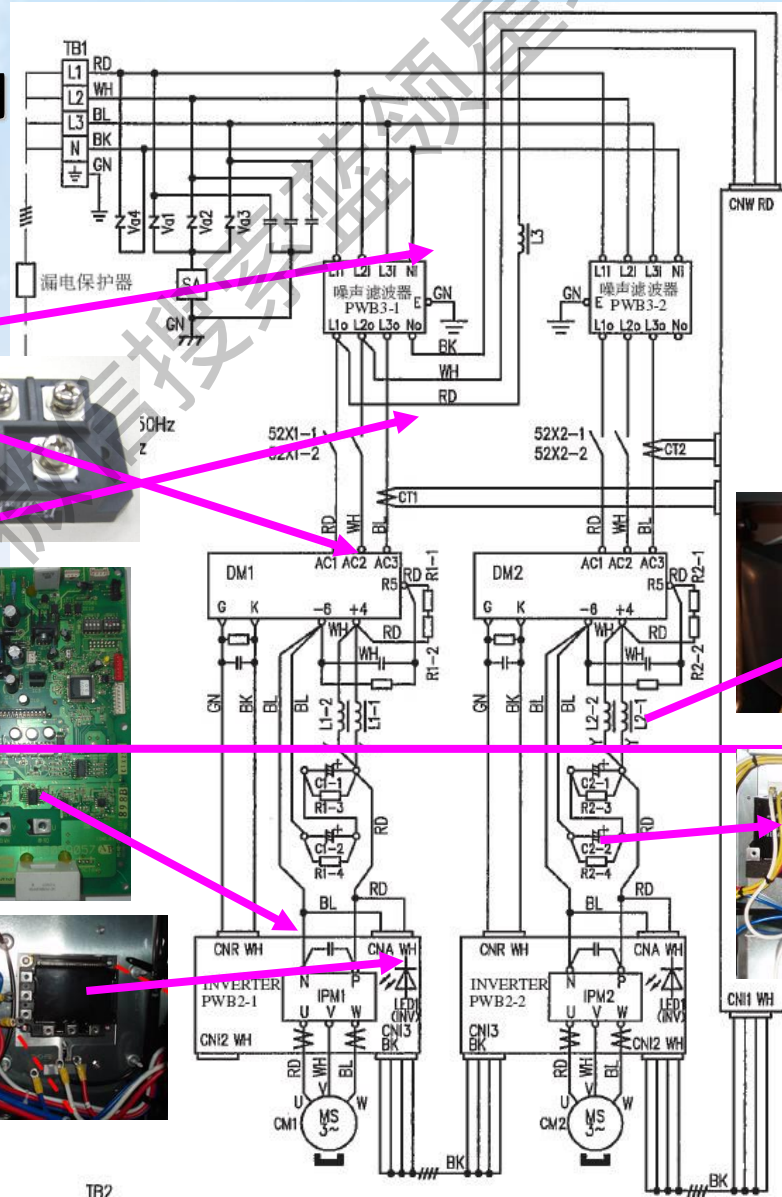 TB1
L1 RD
L2 WH
L3 BL
N BK
GN
CNW RD
Va4 Va1 Va2 Va3
L3
漏电保护器
SA
GN
L1i L2i L3i Ni
噪声滤波器
PWB3-1
E GN
L1o L2o L3o No
L1i L2i L3i Ni
GN E
噪声滤波器
PWB3-2
L1o L2o L3o No
BK
WH
RD
50Hz
z
52X1-1
52X1-2
52X2-1
52X2-2
CT2
CT1
RD WH BL
RD WH BL
AC1 AC2 AC3
DM1
R5 RD R1-1
G K -6 +4
RD R1-2
WH WH
AC1 AC2 AC3
DM2
R5 RD R2-1
G K -6 +4
RD R2-2
WH WH
GN BK BL BL L1-2 L1-1
GN BK BL BL L2-2 L2-1
C1-1
R1-3
C1-2
R1-4
RD
C2-1
R2-3
C2-2
R2-4
RD
BL RD
BL RD
CNR WH CNA WH
INVERTER
PWB2-1
N P
IPM1
U V W
LED1
(INV)
CNI2 WH
CNI3
BK
CNR WH CNA WH
INVERTER
PWB2-2
N P
IPM2
U V W
LED1
(INV)
CNI3
BK
CNI2 WH
CNI1 WH
RD WH BL
U V W
CM1
MS
3~
RD WH BL
U V W
CM2
MS
3~
BK
BK
TB2